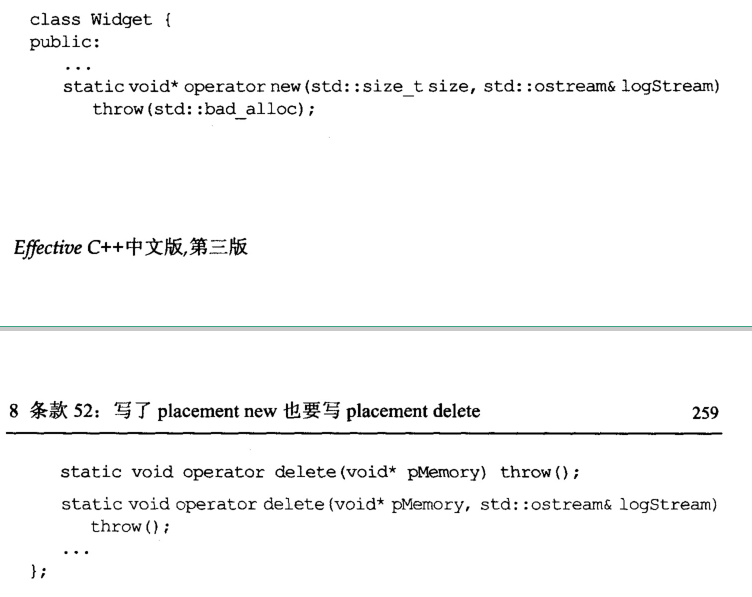 class Widget {
public:
...
static void* operator new(std::size_t size, std::ostream& logStream)
throw(std::bad_alloc);
Effective C++中文版,第三版
8 条款 52：写了 placement new 也要写 placement delete 259
static void operator delete(void* pMemory) throw();
static void operator delete(void* pMemory, std::ostream& logStream)
throw();
...
};